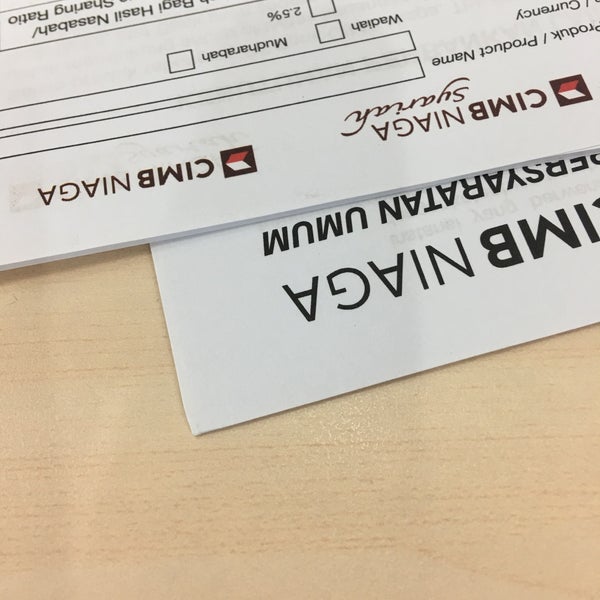 CIMB NIAGA
CIMB NIAGA
Syariah
Produk / Product Name
/ Currency
Mudharabah
Wadiah
2.5%
Bagi Hasil Nasabah/
Sharing Ratio
CIMB NIAGA
PERSYARATAN UMUM